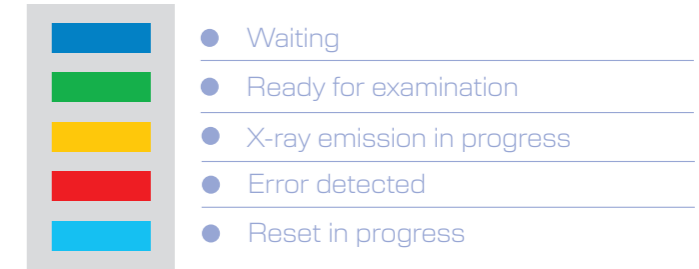 Waiting
Ready for examination
X-ray emission in progress
Error detected
Reset in progress